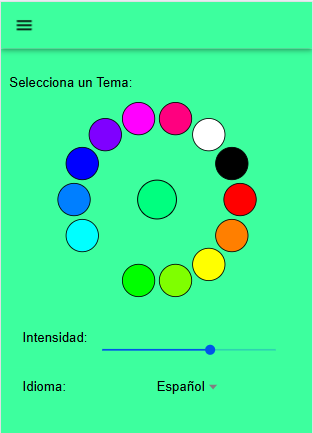 Selecciona un Tema:
Intensidad:
Idioma: Español